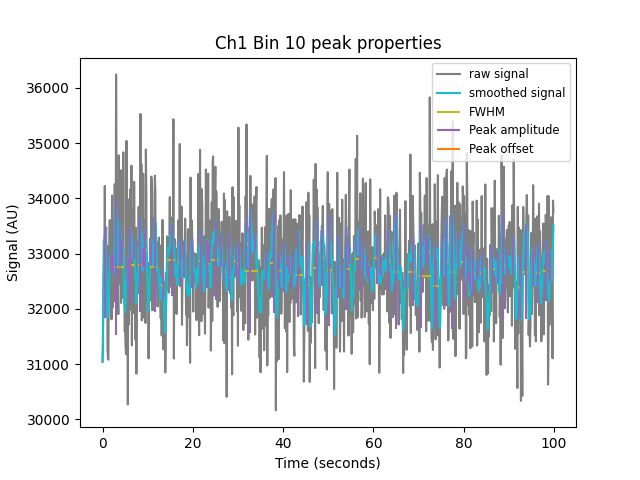 Ch1 Bin 10 peak properties
36000
35000
34000
33000
32000
31000
30000
Signal (AU)
raw signal
smoothed signal
FWHM
Peak amplitude
Peak offset
0 20 40 60 80 100
Time (seconds)